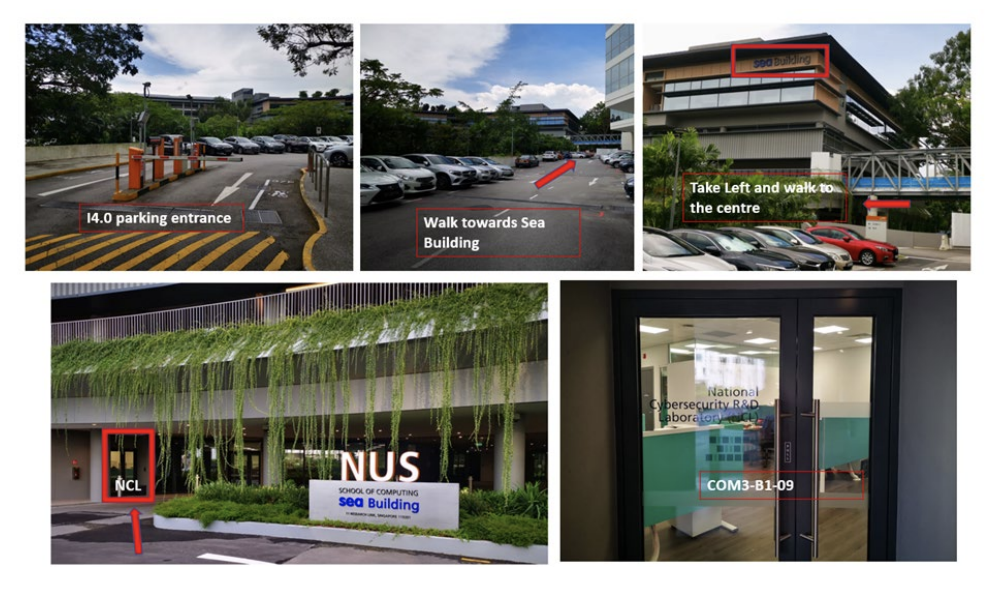 I4.0 parking entrance
Walk towards Sea
Building
sea Building
Take Left and walk to
the centre
NCL
NUS
SCHOOL OF COMPUTING
sea Building
National
Cybersecurity R&D
Laboratory (NCL)
COM3-B1-09